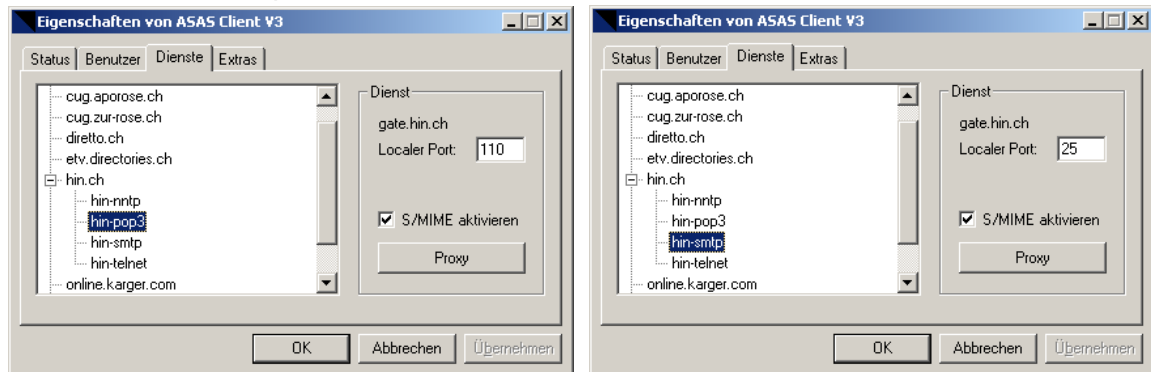 Eigenschaften von ASAS Client V3
Status Benutzer Dienste Extras
cug.aporose.ch
cug.zur-rose.ch
diretto.ch
etv.directories.ch
hin.ch
hin-nntp
hin-pop3
hin-smtp
hin-telnet
online.karger.com
Dienst
gate.hin.ch
Localer Port: 110
S/MIME aktivieren
Proxy
OK Abbrechen Übernehmen
Eigenschaften von ASAS Client V3
Status Benutzer Dienste Extras
cug.aporose.ch
cug.zur-rose.ch
diretto.ch
etv.directories.ch
hin.ch
hin-nntp
hin-pop3
hin-smtp
hin-telnet
online.karger.com
Dienst
gate.hin.ch
Localer Port: 25
S/MIME aktivieren
Proxy
OK Abbrechen Übernehmen